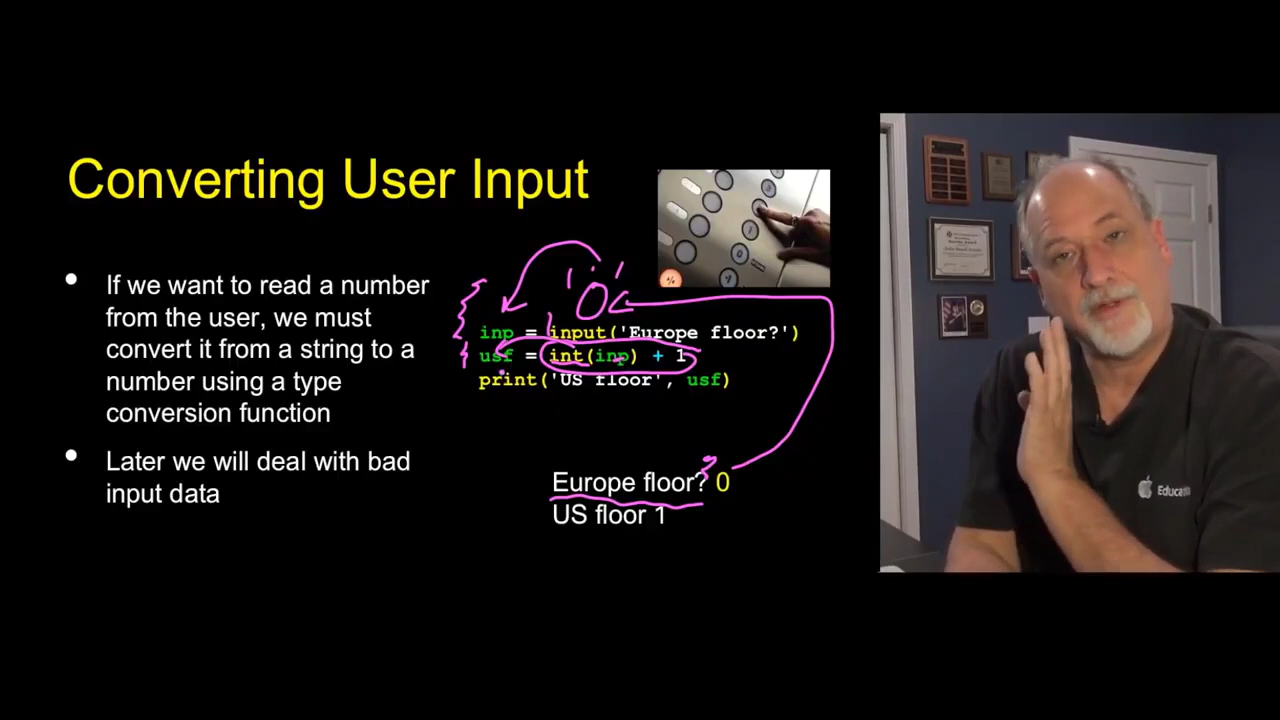 Converting User Input
• If we want to read a number
from the user, we must
convert it from a string to a
number using a type
conversion function
• Later we will deal with bad
input data
'0'
inp = input('Europe floor?')
usf = int(inp) + 1
print('US floor', usf)
Europe floor? 0
US floor 1